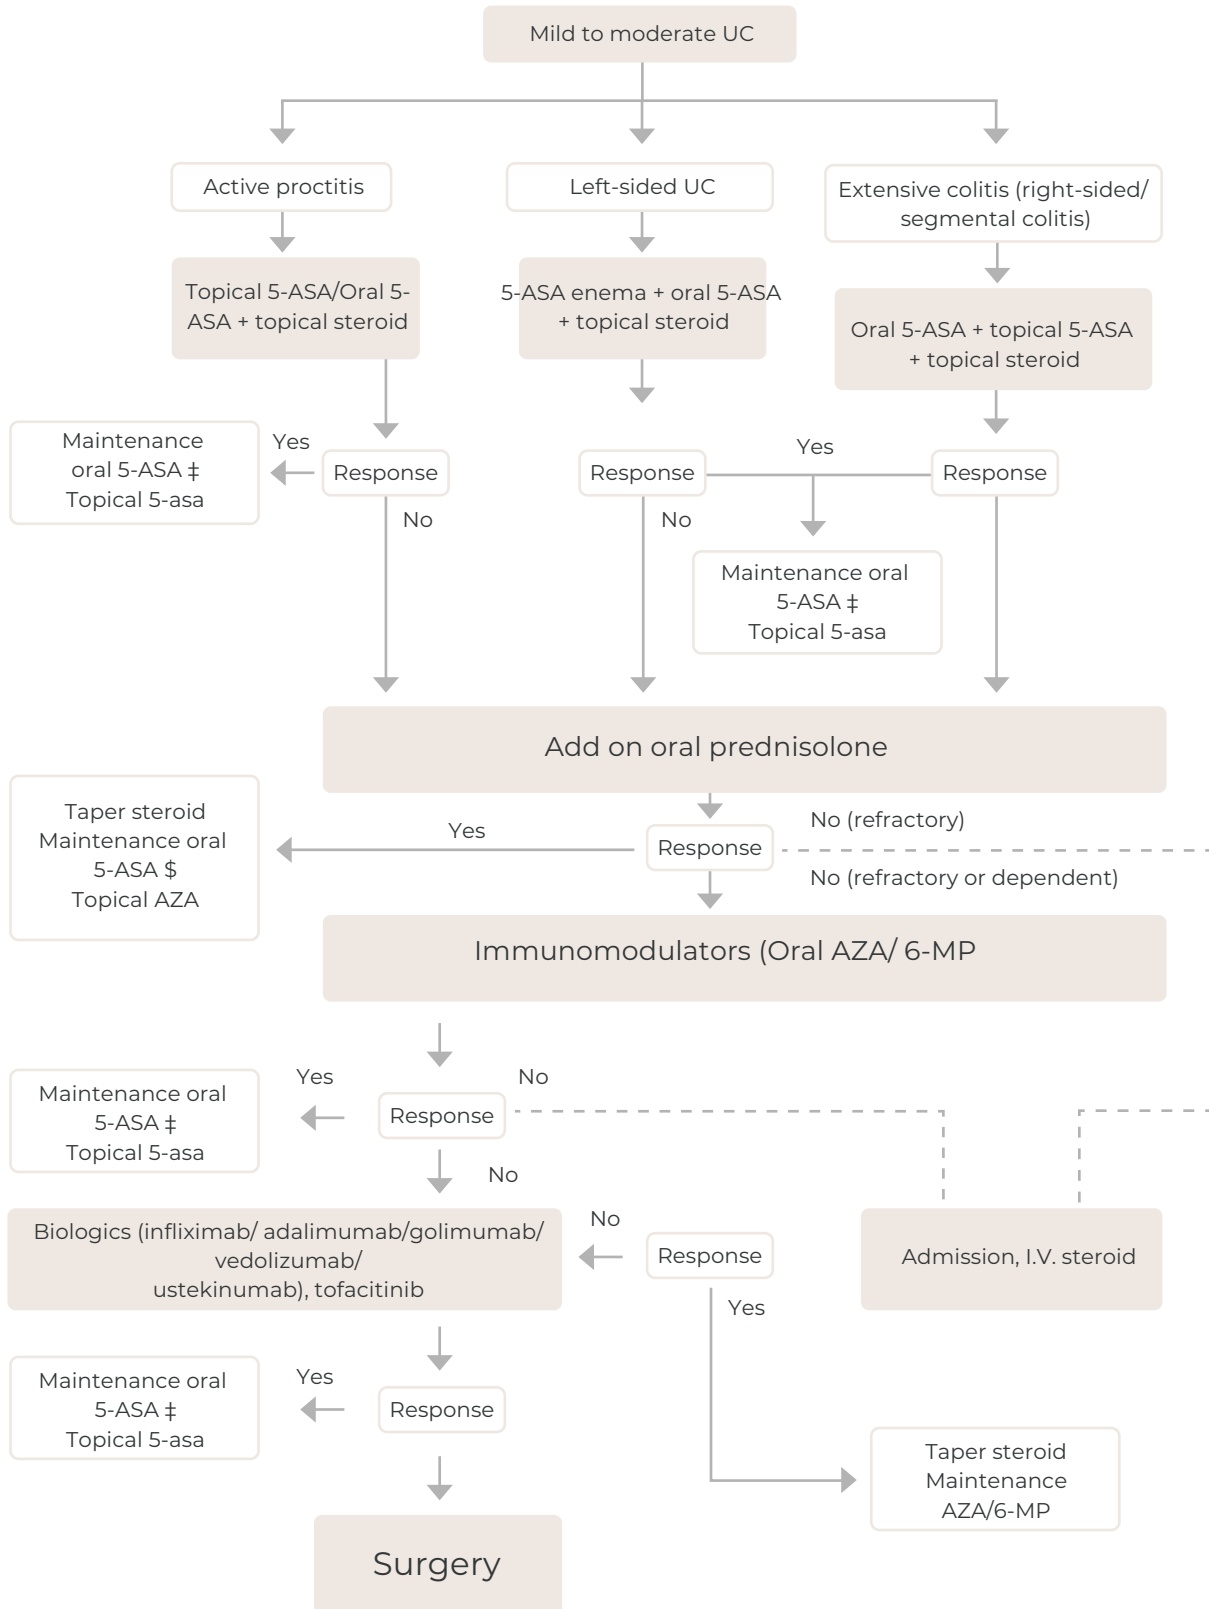 Mild to moderate UC
Active proctitis
Left-sided UC
Extensive colitis (right-sided/
segmental colitis)
Topical 5-ASA/Oral 5-
ASA + topical steroid
5-ASA enema + oral 5-ASA
+ topical steroid
Oral 5-ASA + topical 5-ASA
+ topical steroid
Maintenance
oral 5-ASA ‡
Topical 5-asa
Yes
Response
No
Response
Yes
Response
No
Maintenance oral
5-ASA ‡
Topical 5-asa
Add on oral prednisolone
Taper steroid
Maintenance oral
5-ASA $
Topical AZA
Yes
Response
No (refractory)
No (refractory or dependent)
Immunomodulators (Oral AZA/ 6-MP
Maintenance oral
5-ASA ‡
Topical 5-asa
Yes
Response
No
No
Biologics (infliximab/ adalimumab/golimumab/
vedolizumab/
ustekinumab), tofacitinib
No
Response
Yes
Admission, I.V. steroid
Maintenance oral
5-ASA ‡
Topical 5-asa
Yes
Response
Taper steroid
Maintenance
AZA/6-MP
Surgery